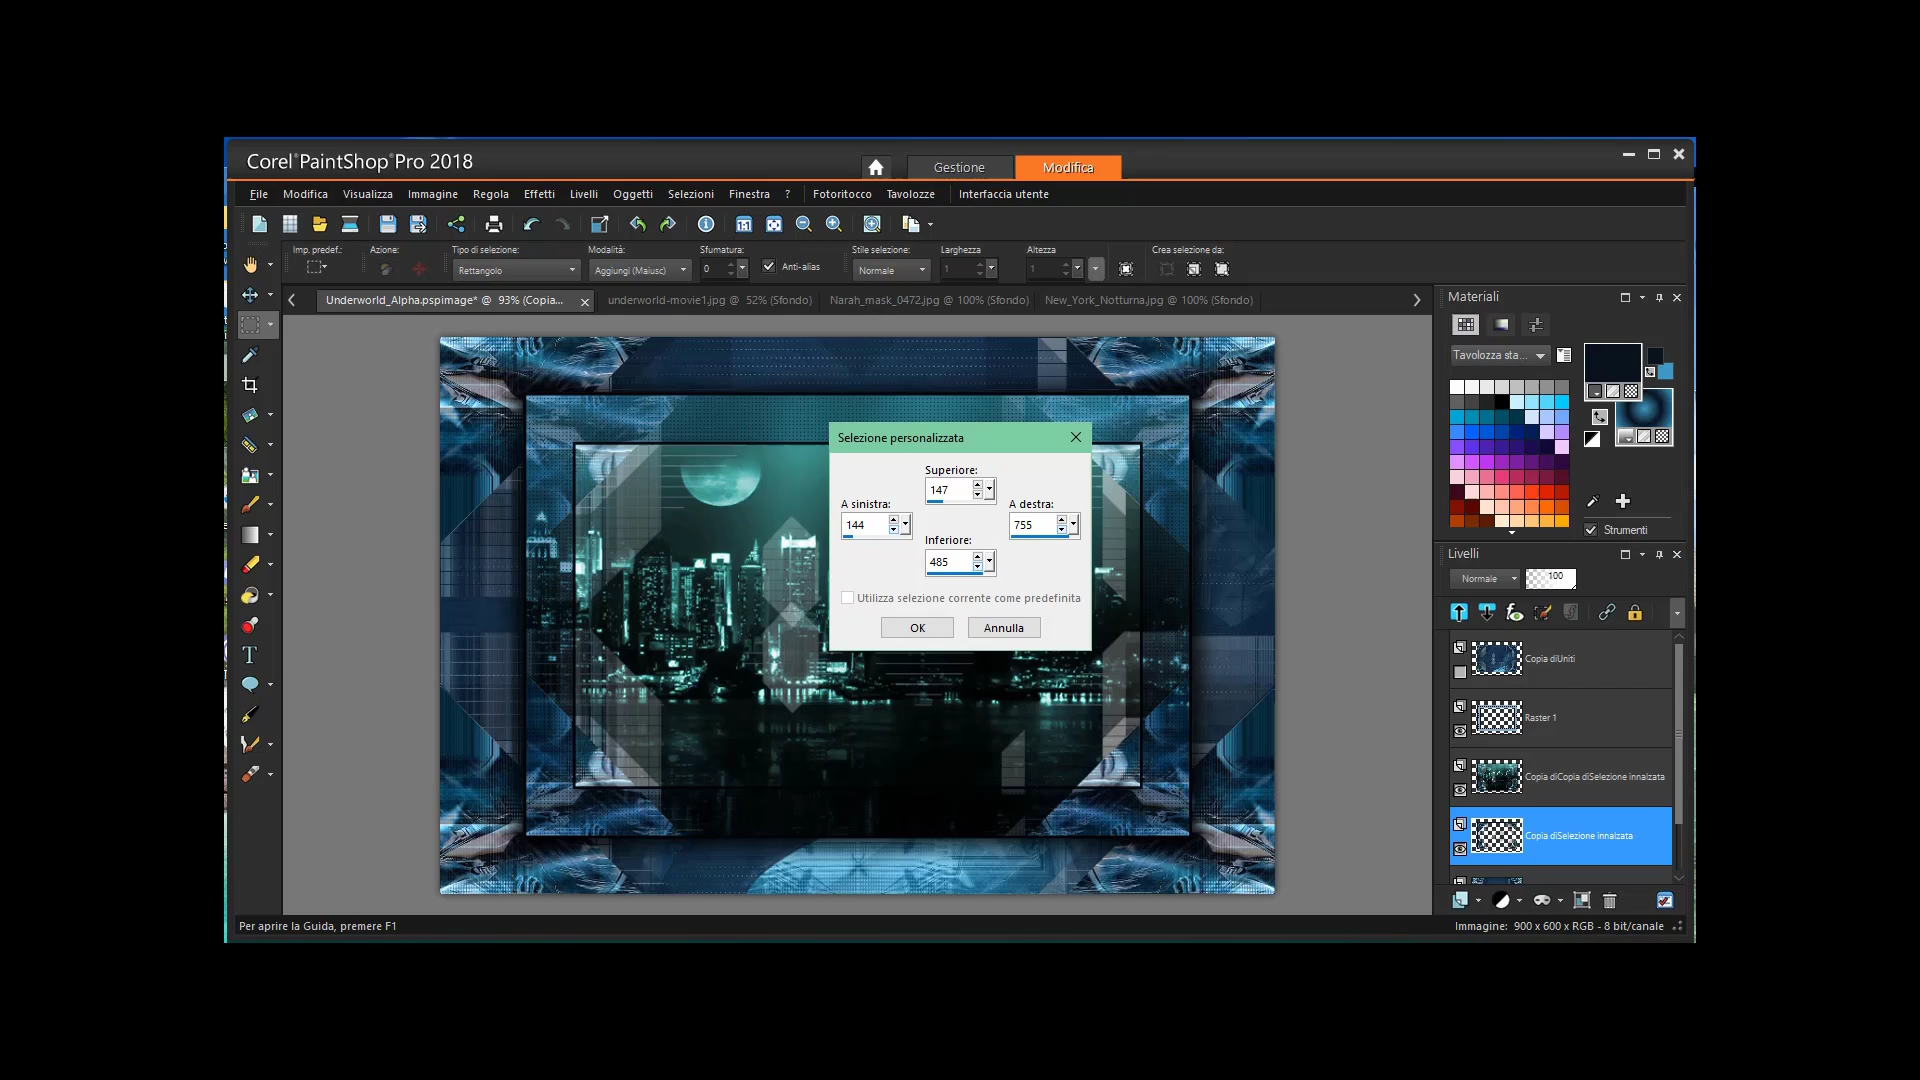 Corel PaintShop Pro 2018
Gestione
Modifica
File
Modifica
Visualizza
Immagine
Regola
Effetti
Livelli
Oggetti
Selezioni
Finestra
?
Fotoritocco
Tavolozze
Interfaccia utente
Imp. predef.:
Azione:
Tipo di selezione:
Modalità:
Sfumatura:
Anti-alias
Stile selezione:
Larghezza
Altezza
Crea selezione da:
Rettangolo
Aggiungi (Maiusc)
0
Normale
1
1
Underworld_Alpha.pspimage* @ 93% (Copia...
underworld-movie1.jpg @ 52% (Sfondo)
Narah_mask_0472.jpg @ 100% (Sfondo)
New_York_Notturna.jpg @ 100% (Sfondo)
Materiali
Tavolozza sta...
Strumenti
Selezione personalizzata
Superiore:
147
A sinistra:
144
A destra:
755
Inferiore:
485
Utilizza selezione corrente come predefinita
OK
Annulla
Livelli
Normale
100
Copia diUniti
Raster 1
Copia diCopia diSelezione innalzata
Copia diSelezione innalzata
Per aprire la Guida, premere F1
Immagine: 900 x 600 x RGB - 8 bit/canale